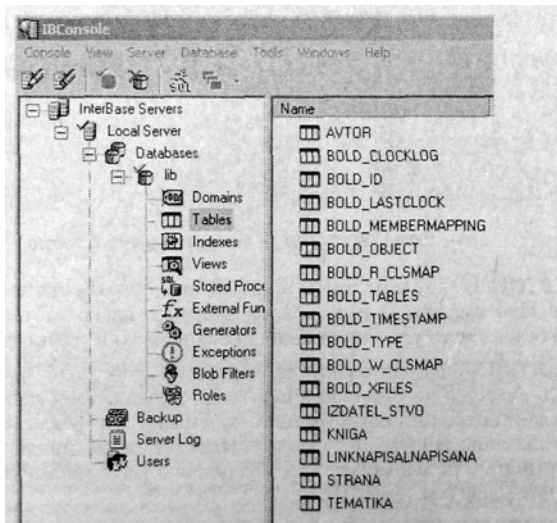 IBConsole
Console View Server Database Tools Windows Help
SQL
InterBase Servers
Local Server
Databases
lib
Domains
Tables
Indexes
Views
Stored Proce
External Fun
Generators
Exceptions
Blob Filters
Roles
Backup
Server Log
Users
Name
AVTOR
BOLD_CLOCKLOG
BOLD_ID
BOLD_LASTCLOCK
BOLD_MEMBERMAPPING
BOLD_OBJECT
BOLD_R_CLSMAP
BOLD_TABLES
BOLD_TIMESTAMP
BOLD_TYPE
BOLD_W_CLSMAP
BOLD_XFILES
IZDATEL_STVO
KNIGA
LINKNAPISALNAPISANA
STRANA
TEMATIKA